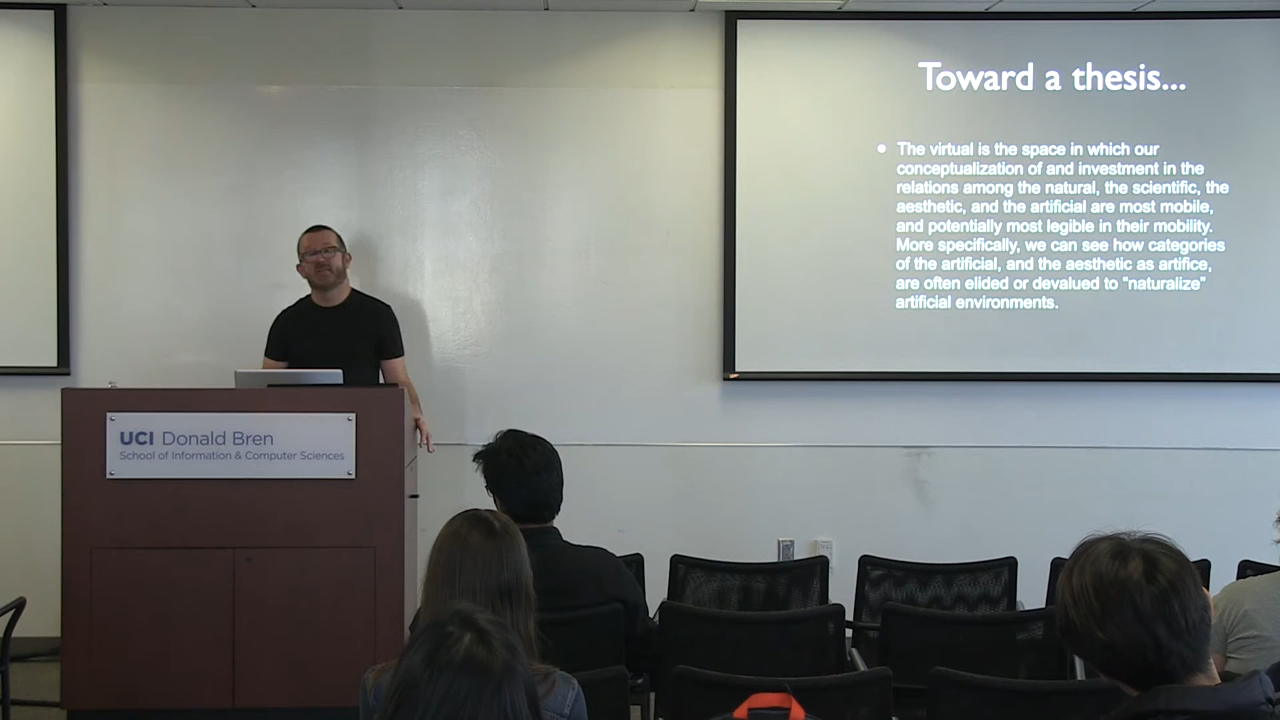 Toward a thesis...
• The virtual is the space in which our
conceptualization of and investment in the
relations among the natural, the scientific, the
aesthetic, and the artificial are most mobile,
and potentially most legible in their mobility.
More specifically, we can see how categories
of the artificial, and the aesthetic as artifice,
are often elided or devalued to "naturalize"
artificial environments.
UCI Donald Bren
School of Information & Computer Sciences